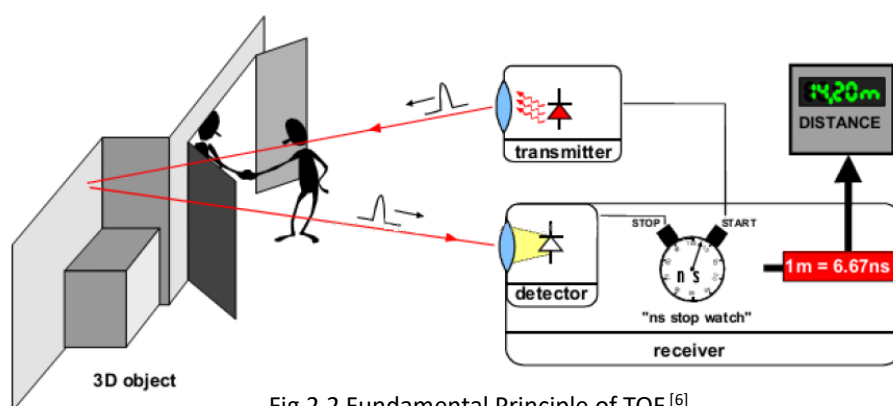 14,20m
DISTANCE
transmitter
STOP
START
1m = 6.67ns
n s
detector
"ns stop watch"
receiver
3D object
Fig 2.2 Fundamental Principle of TOF [6]